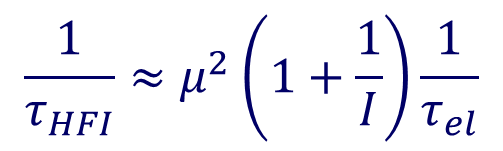 1/τ_HFI ≈ μ² (1 + 1/I) 1/τ_el